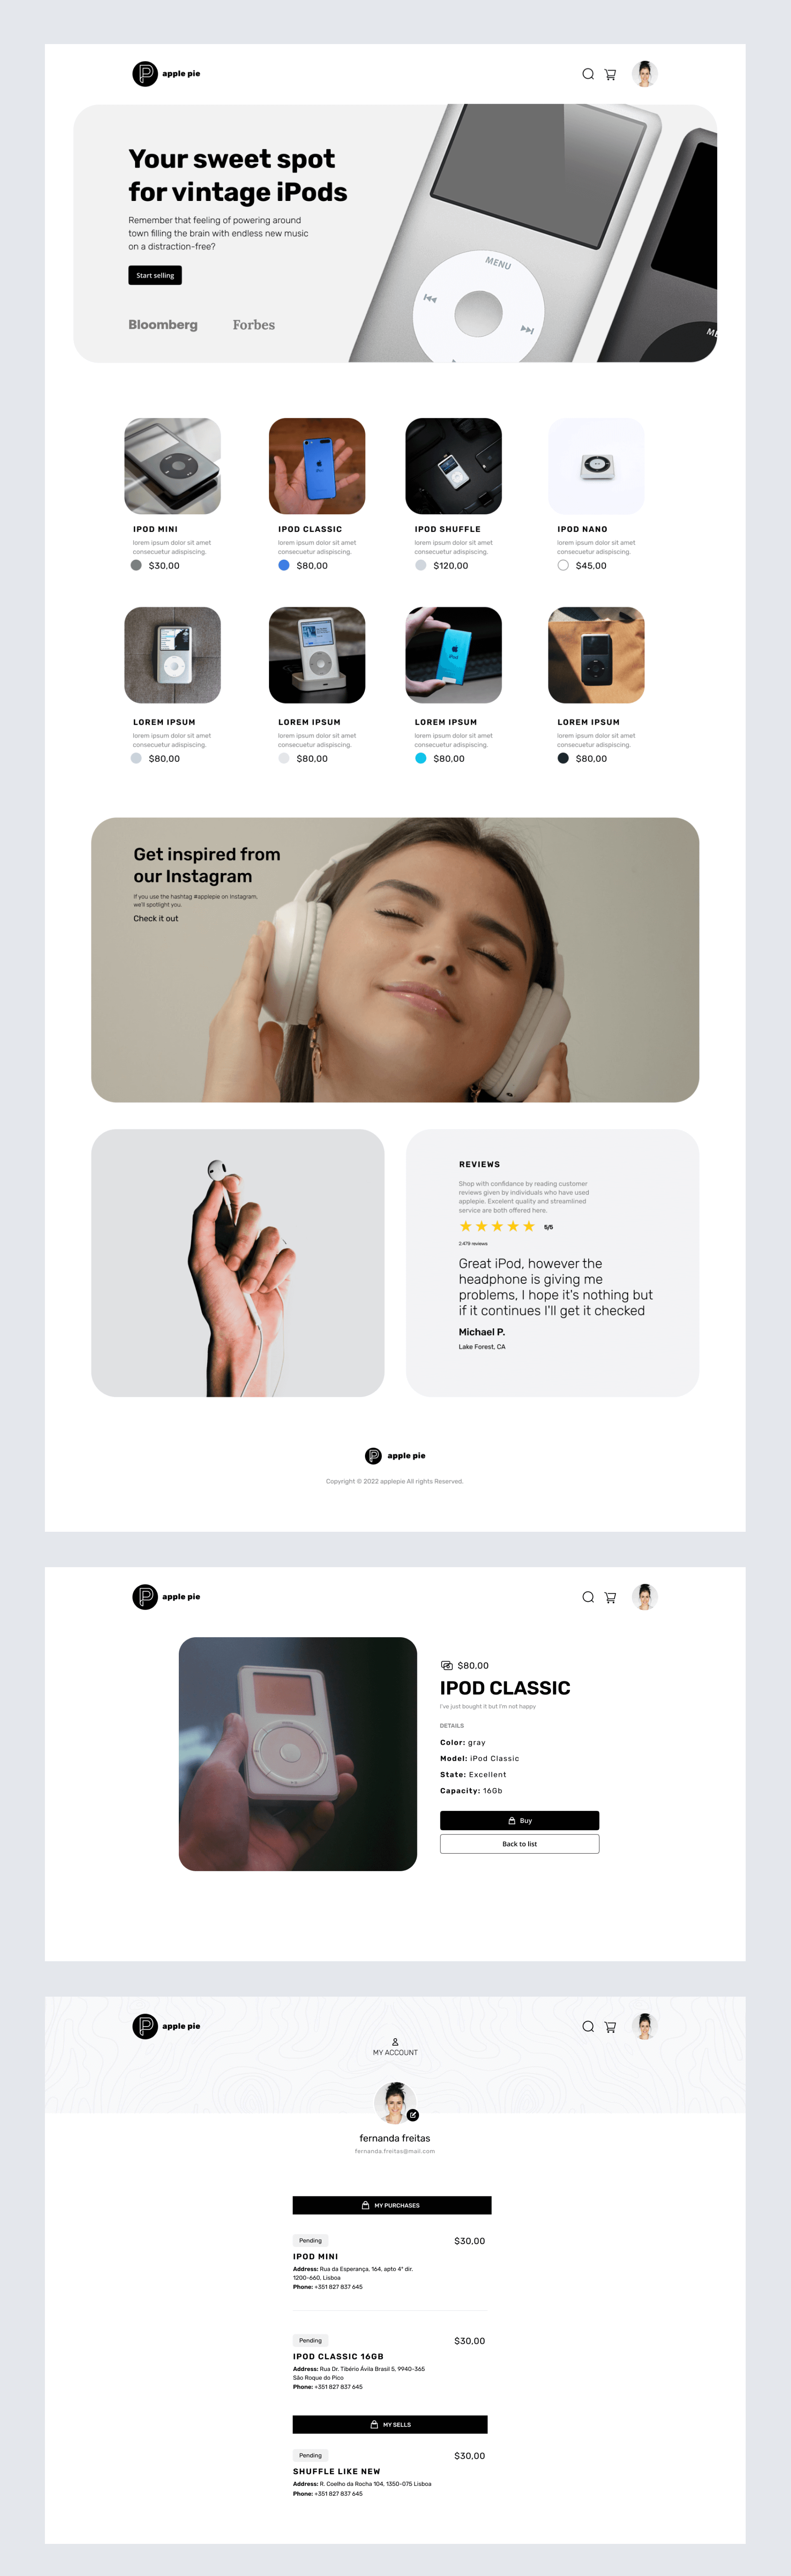 apple pie
Your sweet spot
for vintage iPods
Remember that feeling of powering around
town filling the brain with endless new music
on a distraction-free?
Start selling
Bloomberg Forbes
MENU
IPOD MINI
lorem ipsum dolor sit amet
consecuetur adispiscing.
$30,00
IPOD CLASSIC
lorem ipsum dolor sit amet
consecuetur adispiscing.
$80,00
IPOD SHUFFLE
lorem ipsum dolor sit amet
consecuetur adispiscing.
$120,00
IPOD NANO
lorem ipsum dolor sit amet
consecuetur adispiscing.
$45,00
LOREM IPSUM
lorem ipsum dolor sit amet
consecuetur adispiscing.
$80,00
LOREM IPSUM
lorem ipsum dolor sit amet
consecuetur adispiscing.
$80,00
LOREM IPSUM
lorem ipsum dolor sit amet
consecuetur adispiscing.
$80,00
LOREM IPSUM
lorem ipsum dolor sit amet
consecuetur adispiscing.
$80,00
Get inspired from
our Instagram
If you use the hashtag #applepie on Instagram,
we'll spotlight you.
Check it out
REVIEWS
Shop with confidance by reading customer
reviews given by individuals who have used
applepie. Excelent quality and streamlined
service are both offered here.
5/5
2.479 reviews
Great iPod, however the
headphone is giving me
problems, I hope it's nothing but
if it continues I'll get it checked
Michael P.
Lake Forest, CA
apple pie
Copyright © 2022 applepie All rights Reserved.
apple pie
$80,00
IPOD CLASSIC
I've just bought it but I'm not happy
DETAILS
Color: gray
Model: iPod Classic
State: Excellent
Capacity: 16Gb
Buy
Back to list
apple pie
MY ACCOUNT
fernanda freitas
fernanda.freitas@mail.com
MY PURCHASES
Pending $30,00
IPOD MINI
Address: Rua da Esperança, 164, apto 4º dir.
1200-660, Lisboa
Phone: +351 827 837 645
Pending $30,00
IPOD CLASSIC 16GB
Address: Rua Dr. Tibério Ávila Brasil 5, 9940-365
São Roque do Pico
Phone: +351 827 837 645
MY SELLS
Pending $30,00
SHUFFLE LIKE NEW
Address: R. Coelho da Rocha 104, 1350-075 Lisboa
Phone: +351 827 837 645